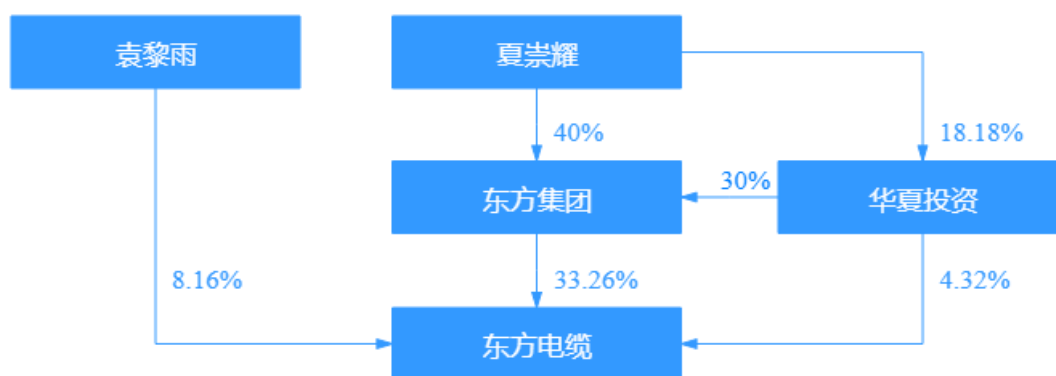 袁黎雨
夏崇耀
40%
18.18%
东方集团
30%
华夏投资
8.16%
33.26%
4.32%
东方电缆